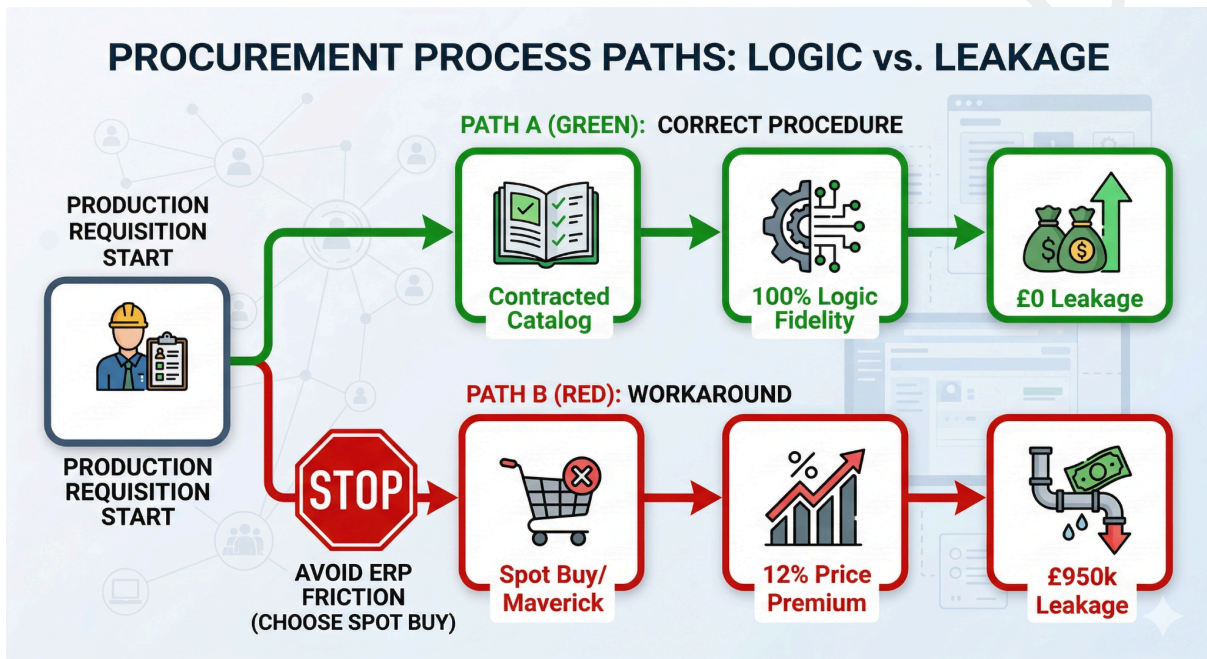 PROCUREMENT PROCESS PATHS: LOGIC vs. LEAKAGE
PATH A (GREEN): CORRECT PROCEDURE
PRODUCTION
REQUISITION
START
Contracted
Catalog
100% Logic
Fidelity
$ $
£0 Leakage
PATH B (RED): WORKAROUND
PRODUCTION
REQUISITION
START
STOP
AVOID ERP
FRICTION
(CHOOSE SPOT BUY)
Spot Buy/
Maverick
%
12% Price
Premium
£950k
Leakage